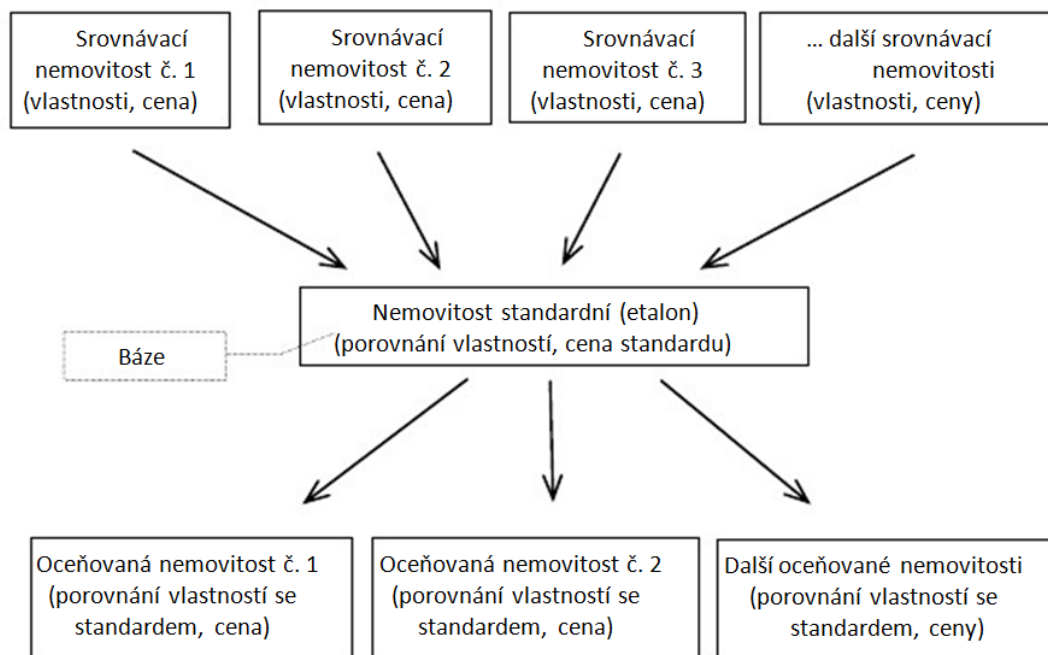 Srovnávací
nemovitost č. 1
(vlastnosti, cena)
Srovnávací
nemovitost č. 2
(vlastnosti, cena)
Srovnávací
nemovitost č. 3
(vlastnosti, cena)
... další srovnávací
nemovitosti
(vlastnosti, ceny)
Nemovitost standardní (etalon)
(porovnání vlastností, cena standardu)
Báze
Oceňovaná nemovitost č. 1
(porovnání vlastností se
standardem, cena)
Oceňovaná nemovitost č. 2
(porovnání vlastností se
standardem, cena)
Další oceňované nemovitosti
(porovnání vlastností se
standardem, ceny)